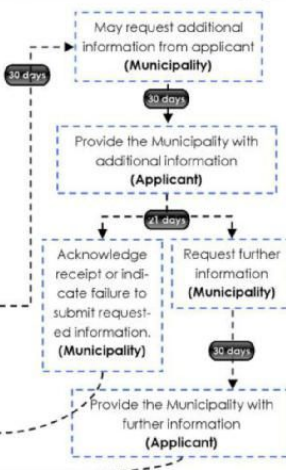 May request additional
information from applicant
(Municipality)
30 days
30 days
Provide the Municipality with
additional information
(Applicant)
21 days
Acknowledge
receipt or indi-
cate failure to
submit request-
ed information.
(Municipality)
Request further
information
(Municipality)
30 days
Provide the Municipality with
further information
(Applicant)